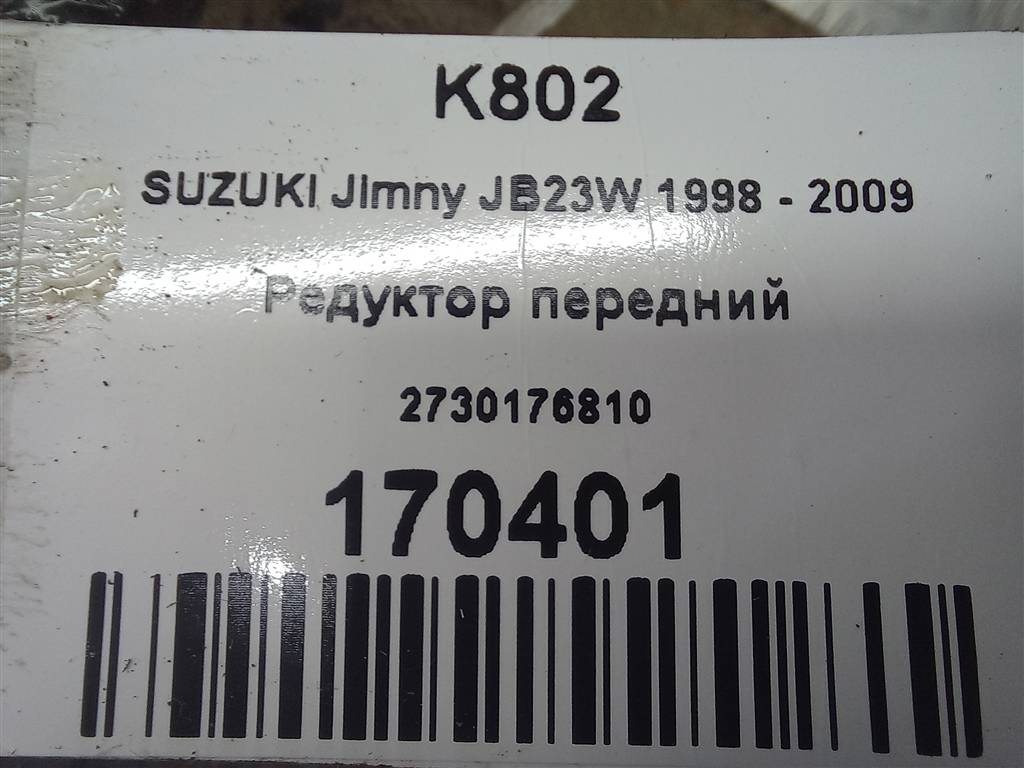 K802
SUZUKI Jimny JB23W 1998 - 2009
Редуктор передний
2730176810
170401